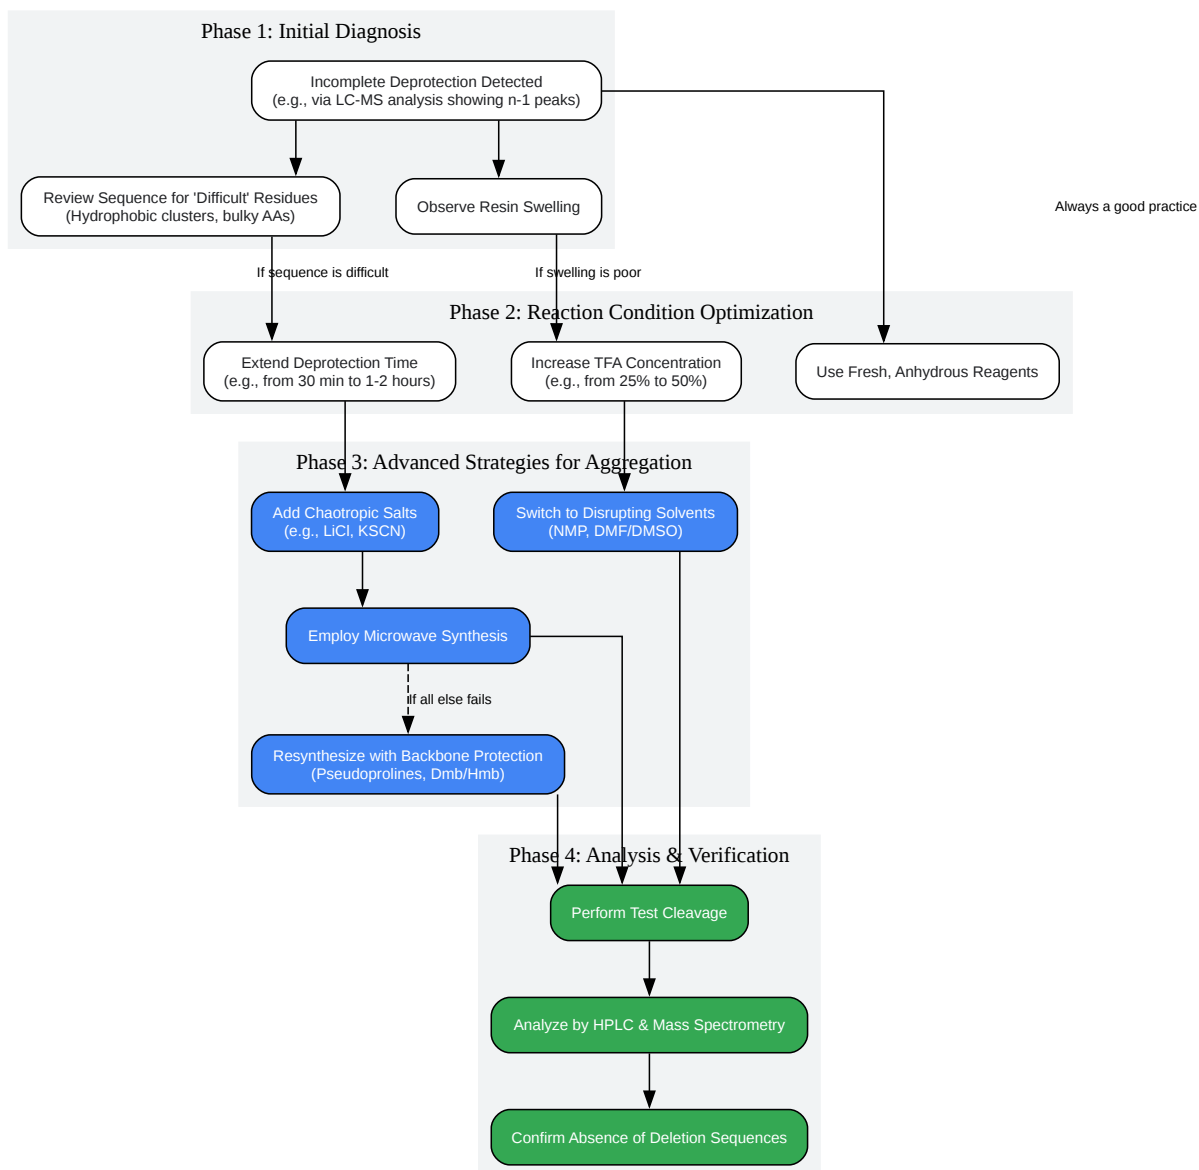 Phase 1: Initial Diagnosis
Incomplete Deprotection Detected
(e.g., via LC-MS analysis showing n-1 peaks)
Review Sequence for 'Difficult' Residues
(Hydrophobic clusters, bulky AAs)
Observe Resin Swelling
Always a good practice
If sequence is difficult
If swelling is poor
Phase 2: Reaction Condition Optimization
Extend Deprotection Time
(e.g., from 30 min to 1-2 hours)
Increase TFA Concentration
(e.g., from 25% to 50%)
Use Fresh, Anhydrous Reagents
Phase 3: Advanced Strategies for Aggregation
Add Chaotropic Salts
(e.g., LiCl, KSCN)
Switch to Disrupting Solvents
(NMP, DMF/DMSO)
Employ Microwave Synthesis
If all else fails
Resynthesize with Backbone Protection
(Pseudoprolines, Dmb/Hmb)
Phase 4: Analysis & Verification
Perform Test Cleavage
Analyze by HPLC & Mass Spectrometry
Confirm Absence of Deletion Sequences